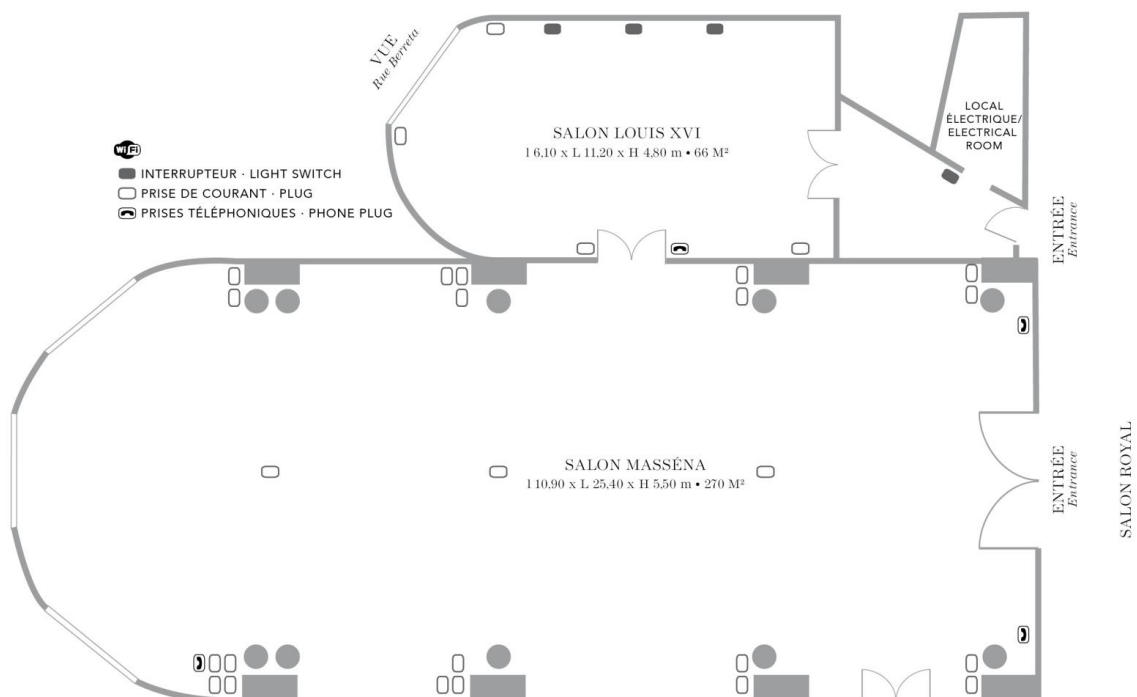 VUE
Rue Berreta
WiFi
INTERRUPTEUR · LIGHT SWITCH
PRISE DE COURANT · PLUG
PRISES TÉLÉPHONIQUES · PHONE PLUG
SALON LOUIS XVI
l 6,10 x L 11,20 x H 4,80 m • 66 M²
LOCAL
ÉLECTRIQUE/
ELECTRICAL
ROOM
ENTRÉE
Entrance
SALON MASSÉNA
l 10,90 x L 25,40 x H 5,50 m • 270 M²
ENTRÉE
Entrance
SALON ROYAL